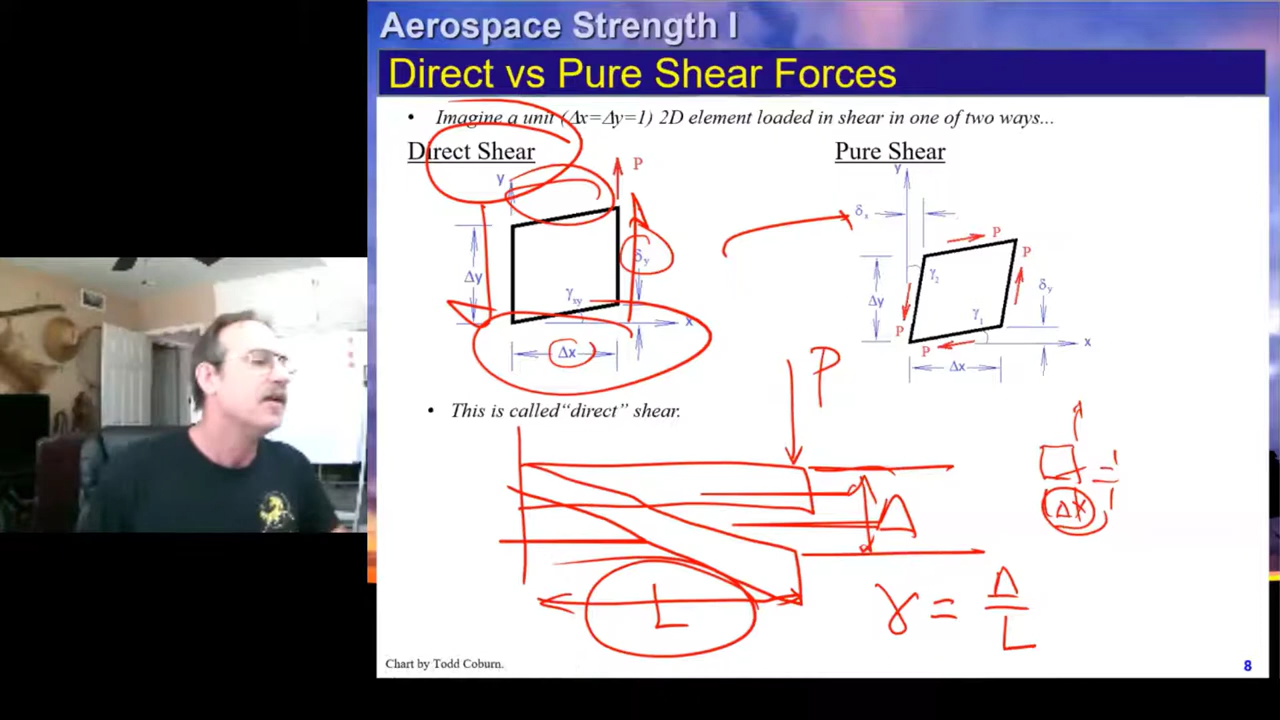 Aerospace Strength I
Direct vs Pure Shear Forces
• Imagine a unit (Δx=Δy=1) 2D element loaded in shear in one of two ways...
Direct Shear
Pure Shear
y
P
Δy
δy
γxy
x
Δx
y
δx
P
P
γ2
Δy
δy
γ1
P
P
x
Δx
• This is called“direct” shear.
P
Δ
L
γ = Δ/L
Δx
Chart by Todd Coburn.
8